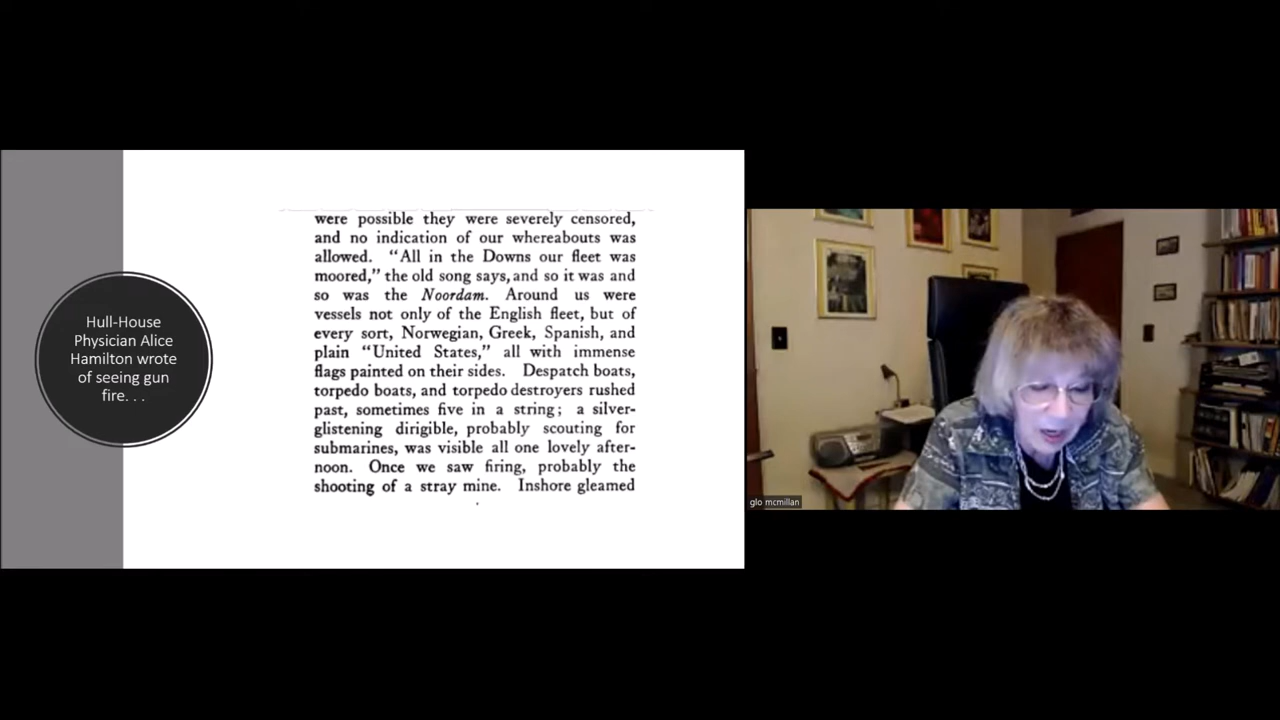 Hull-House
Physician Alice
Hamilton wrote
of seeing gun
fire. . .
were possible they were severely censored,
and no indication of our whereabouts was
allowed. “All in the Downs our fleet was
moored,” the old song says, and so it was and
so was the Noordam. Around us were
vessels not only of the English fleet, but of
every sort, Norwegian, Greek, Spanish, and
plain “United States,” all with immense
flags painted on their sides. Despatch boats,
torpedo boats, and torpedo destroyers rushed
past, sometimes five in a string; a silver-
glistening dirigible, probably scouting for
submarines, was visible all one lovely after-
noon. Once we saw firing, probably the
shooting of a stray mine. Inshore gleamed
glo mcmillan